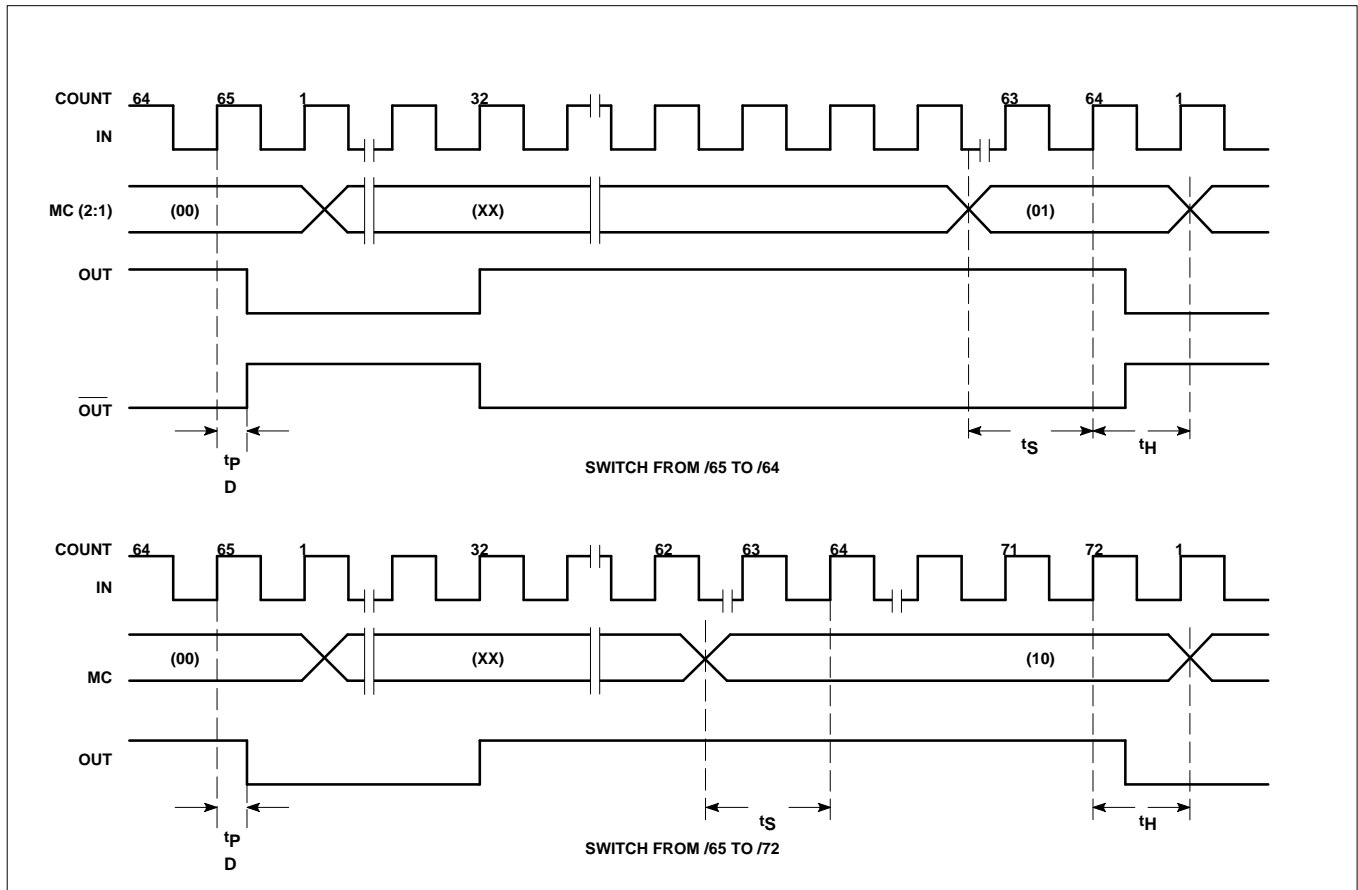 COUNT 64 65 1 32 63 64 1
IN
MC (2:1) (00) (XX) (01)
OUT
OUT
tP
D
tS tH
SWITCH FROM /65 TO /64
COUNT 64 65 1 32 62 63 64 71 72 1
IN
(00) (XX) (10)
MC
OUT
tP
D
tS tH
SWITCH FROM /65 TO /72